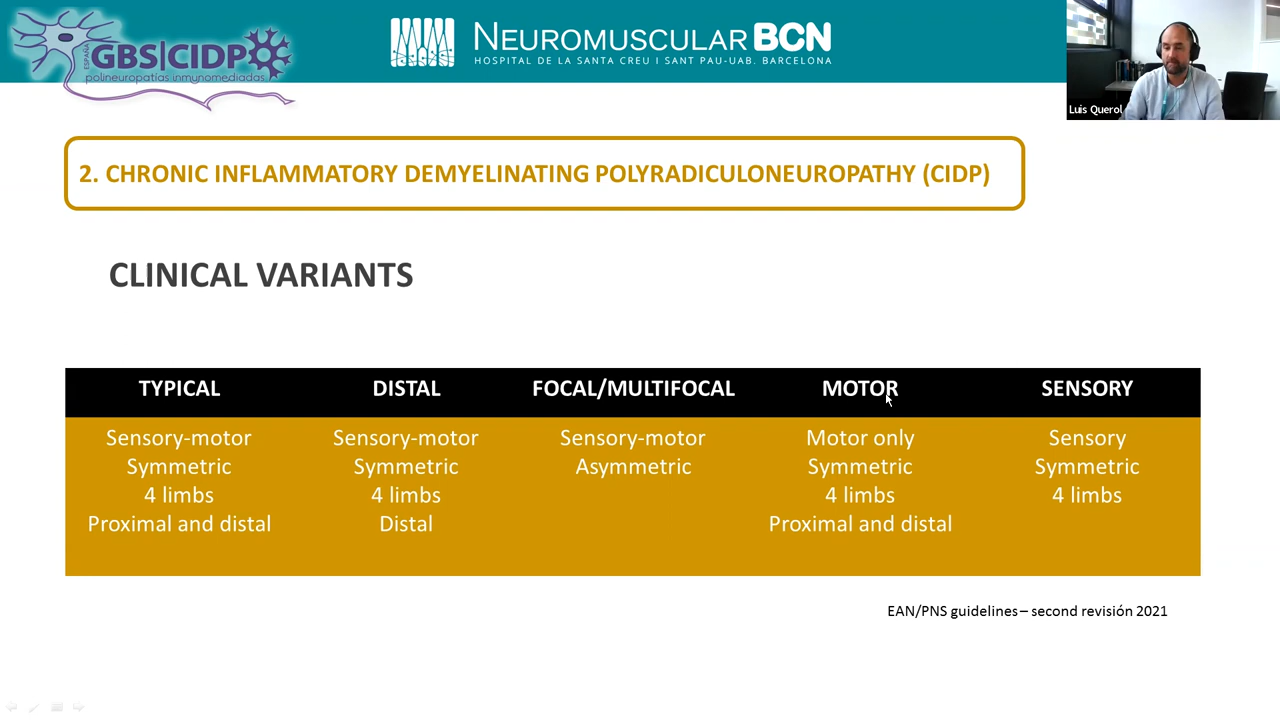 ESPAÑA
GBS|CIDP
polineuropatías inmunomediadas
NEUROMUSCULAR BCN
HOSPITAL DE LA SANTA CREU I SANT PAU-UAB. BARCELONA
Luis Querol
2. CHRONIC INFLAMMATORY DEMYELINATING POLYRADICULONEUROPATHY (CIDP)
CLINICAL VARIANTS
TYPICAL DISTAL FOCAL/MULTIFOCAL MOTOR SENSORY
Sensory-motor Sensory-motor Sensory-motor Motor only Sensory
Symmetric Symmetric Asymmetric Symmetric Symmetric
4 limbs 4 limbs 4 limbs 4 limbs
Proximal and distal Distal Proximal and distal
EAN/PNS guidelines – second revisión 2021